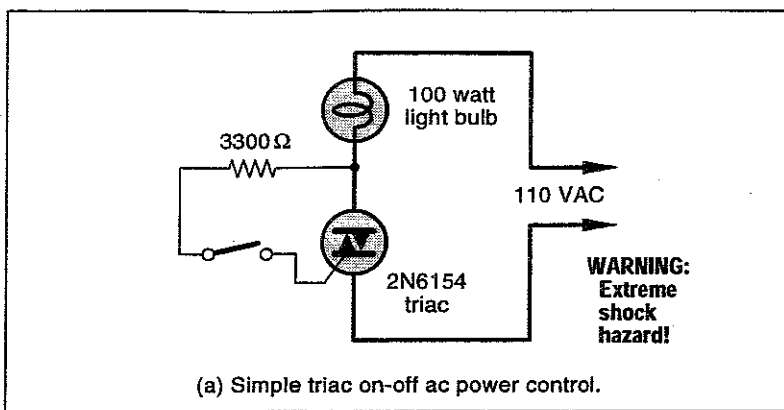 100 watt
light bulb
3300 Ω
110 VAC
2N6154
triac
WARNING:
Extreme
shock
hazard!
(a) Simple triac on-off ac power control.